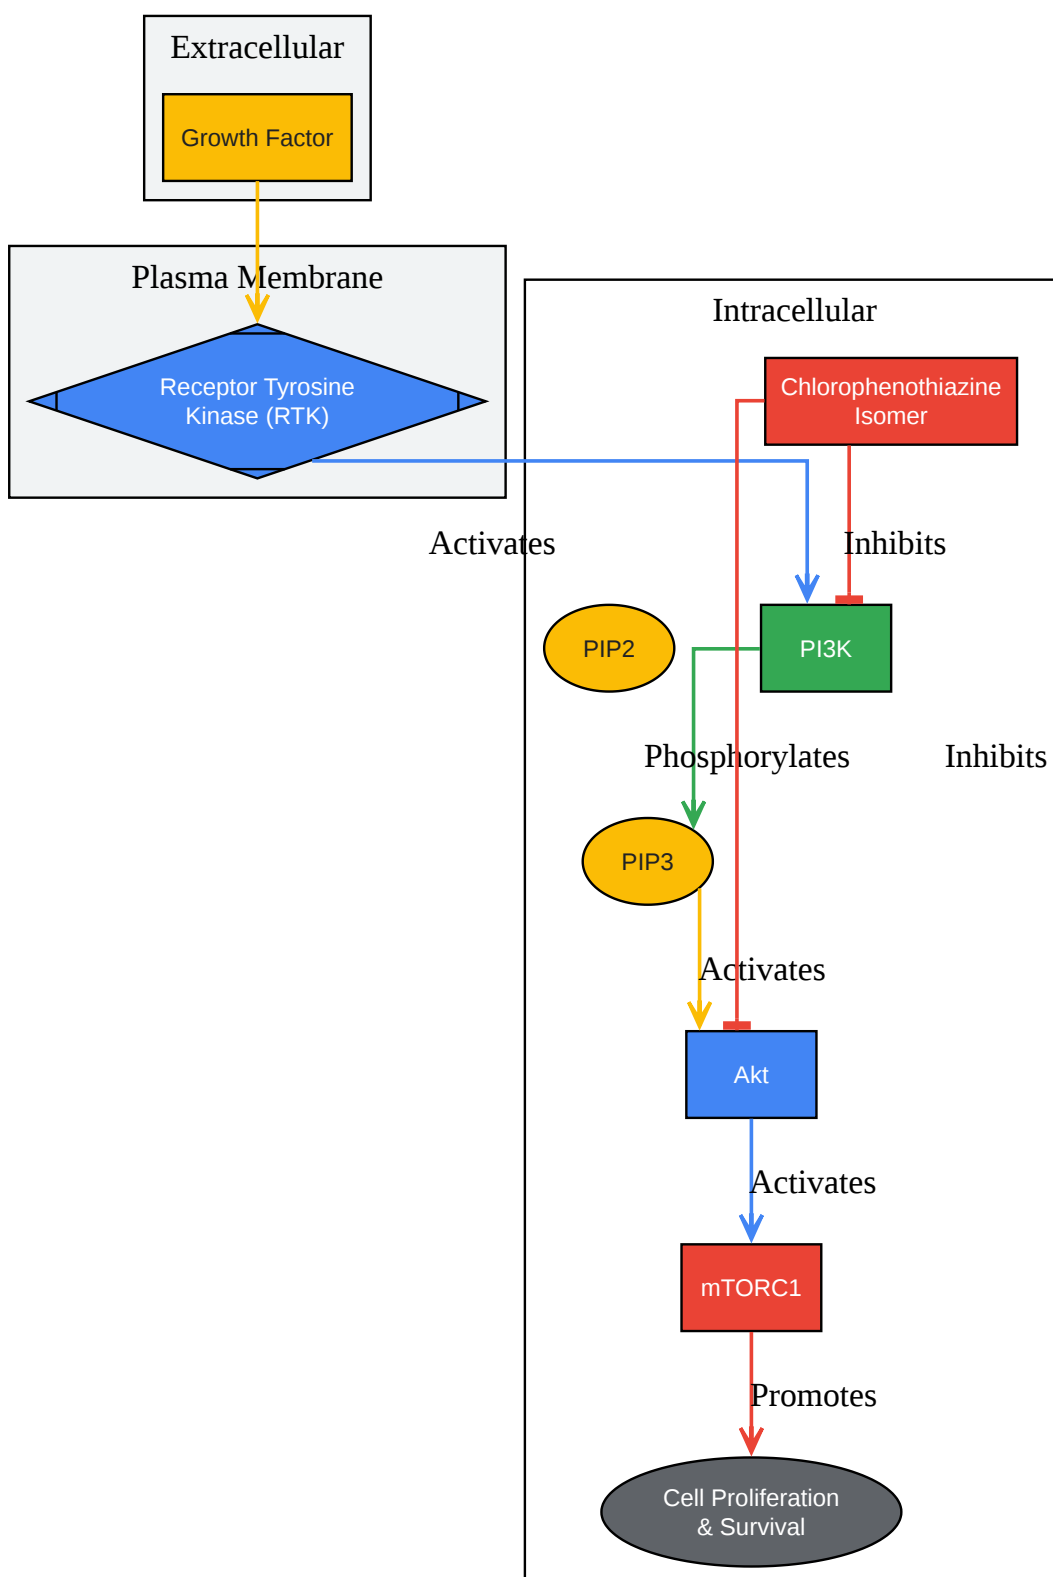 Extracellular
Growth Factor
Plasma Membrane
Receptor Tyrosine
Kinase (RTK)
Intracellular
Chlorophenothiazine
Isomer
Activates
Inhibits
PIP2
PI3K
Phosphorylates
Inhibits
PIP3
Activates
Akt
Activates
mTORC1
Promotes
Cell Proliferation
& Survival